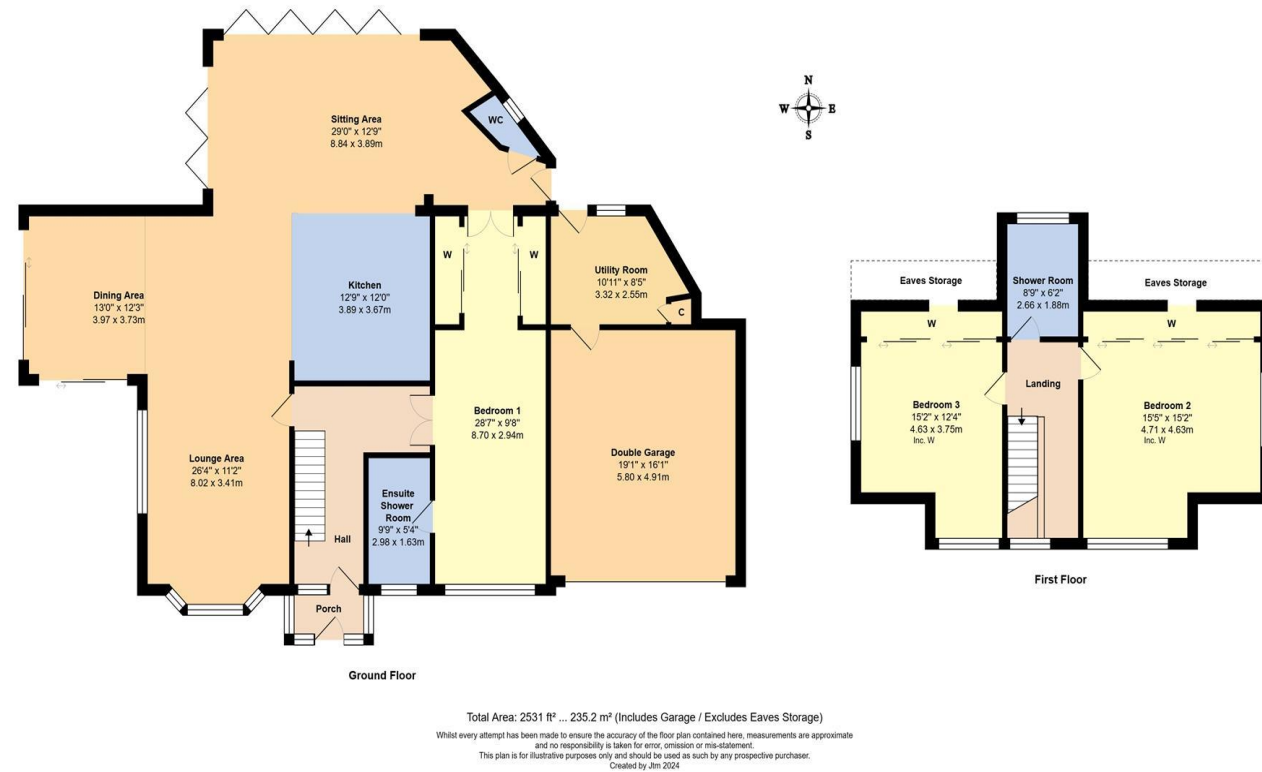 Sitting Area
29'0" x 12'9"
8.84 x 3.89m
WC
N
W E
S
Dining Area
13'0" x 12'3"
3.97 x 3.73m
Kitchen
12'9" x 12'0"
3.89 x 3.67m
W
W
Utility Room
10'11" x 8'5"
3.32 x 2.55m
C
Lounge Area
26'4" x 11'2"
8.02 x 3.41m
Bedroom 1
28'7" x 9'8"
8.70 x 2.94m
Double Garage
19'1" x 16'1"
5.80 x 4.91m
Ensuite
Shower
Room
9'9" x 5'4"
2.98 x 1.63m
Hall
Porch
Ground Floor
Eaves Storage
Shower Room
8'9" x 6'2"
2.66 x 1.88m
Eaves Storage
W
W
Landing
Bedroom 3
15'2" x 12'4"
4.63 x 3.75m
Inc. W
Bedroom 2
15'5" x 15'2"
4.71 x 4.63m
Inc. W
First Floor
Total Area: 2531 ft² ... 235.2 m² (Includes Garage / Excludes Eaves Storage)
Whilst every attempt has been made to ensure the accuracy of the floor plan contained here, measurements are approximate
and no responsibility is taken for error, omission or mis-statement.
This plan is for illustrative purposes only and should be used as such by any prospective purchaser.
Created by Jtm 2024